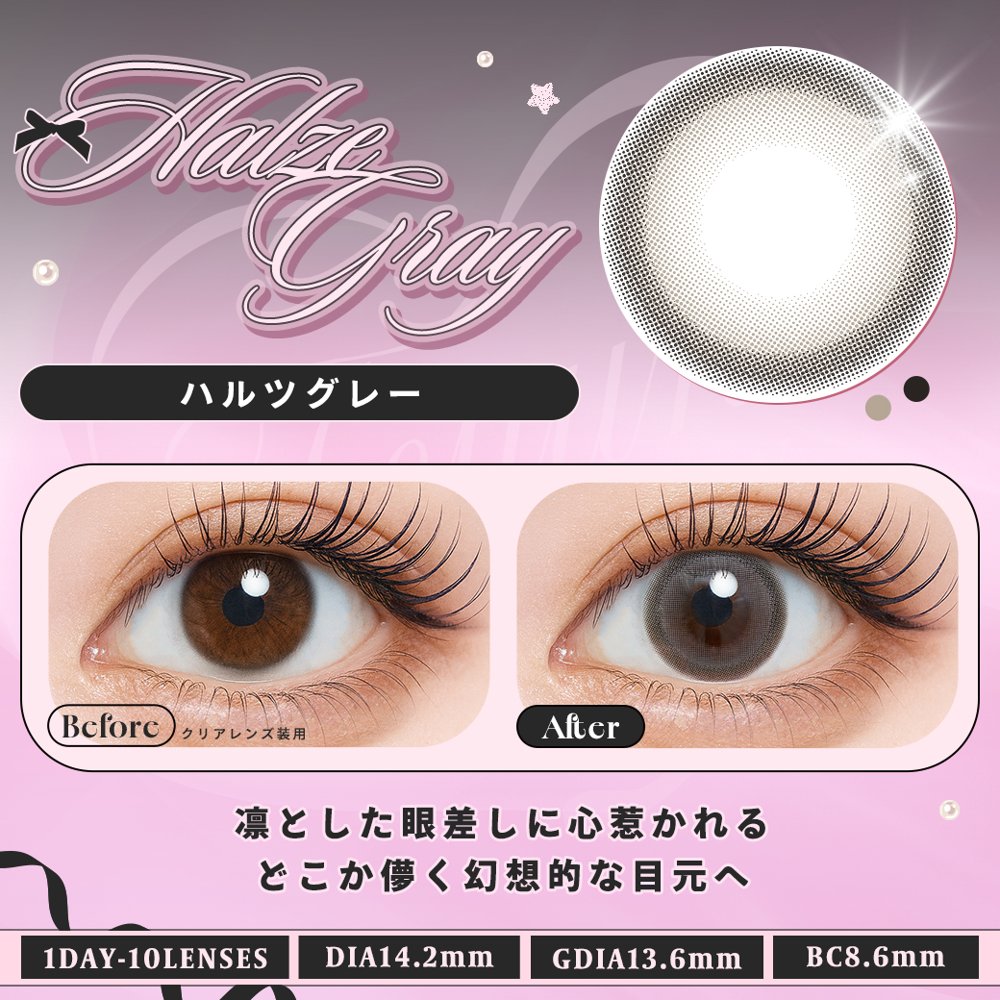 Halze
Gray
ハルツグレー
Before
クリアレンズ装用
After
凛とした眼差しに心惹かれる
どこか儚く幻想的な目元へ
1DAY-10LENSES
DIA14.2mm
GDIA13.6mm
BC8.6mm